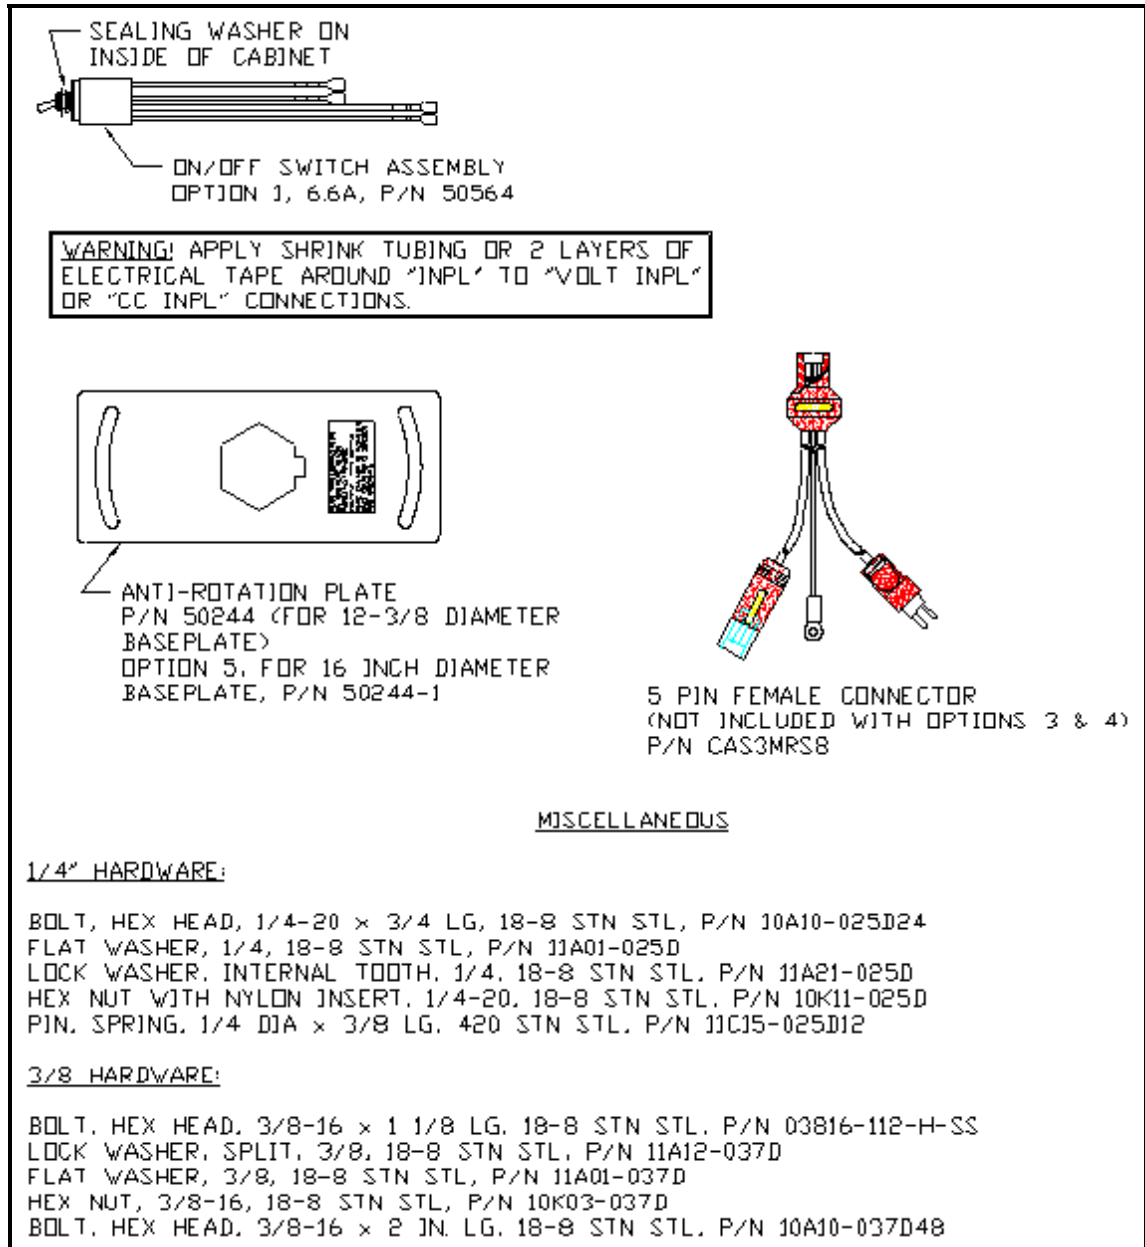 SEALING WASHER ON
INSIDE OF CABINET
ON/OFF SWITCH ASSEMBLY
OPTION 1, 6.6A, P/N 50564
WARNING! APPLY SHRINK TUBING OR 2 LAYERS OF
ELECTRICAL TAPE AROUND "INPL" TO "VOLT INPL"
OR "CC INPL" CONNECTIONS.
ANTI-ROTATION PLATE
P/N 50244 (FOR 12-3/8 DIAMETER
BASEPLATE)
OPTION 5, FOR 16 INCH DIAMETER
BASEPLATE, P/N 50244-1
5 PIN FEMALE CONNECTOR
(NOT INCLUDED WITH OPTIONS 3 & 4)
P/N CAS3MRS8
MISCELLANEOUS
1/4" HARDWARE:
BOLT, HEX HEAD, 1/4-20 x 3/4 LG, 18-8 STN STL, P/N 10A10-025D24
FLAT WASHER, 1/4, 18-8 STN STL, P/N 11A01-025D
LOCK WASHER, INTERNAL TOOTH, 1/4, 18-8 STN STL, P/N 11A21-025D
HEX NUT WITH NYLON INSERT, 1/4-20, 18-8 STN STL, P/N 10K11-025D
PIN, SPRING, 1/4 DIA x 3/8 LG, 420 STN STL, P/N 11C15-025D12
3/8 HARDWARE:
BOLT, HEX HEAD, 3/8-16 x 1 1/8 LG, 18-8 STN STL, P/N 03816-112-H-SS
LOCK WASHER, SPLIT, 3/8, 18-8 STN STL, P/N 11A12-037D
FLAT WASHER, 3/8, 18-8 STN STL, P/N 11A01-037D
HEX NUT, 3/8-16, 18-8 STN STL, P/N 10K03-037D
BOLT, HEX HEAD, 3/8-16 x 2 IN. LG, 18-8 STN STL, P/N 10A10-037D48